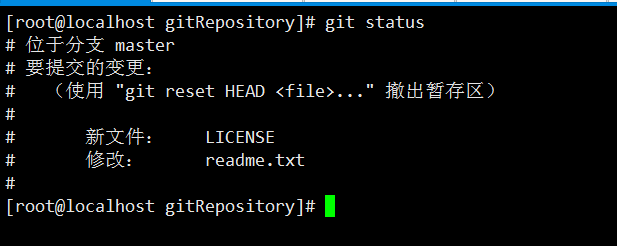 [root@localhost gitRepository]# git status
# 位于分支 master
# 要提交的变更：
#   （使用 "git reset HEAD <file>..." 撤出暂存区）
#
#       新文件：    LICENSE
#       修改：      readme.txt
#
[root@localhost gitRepository]#